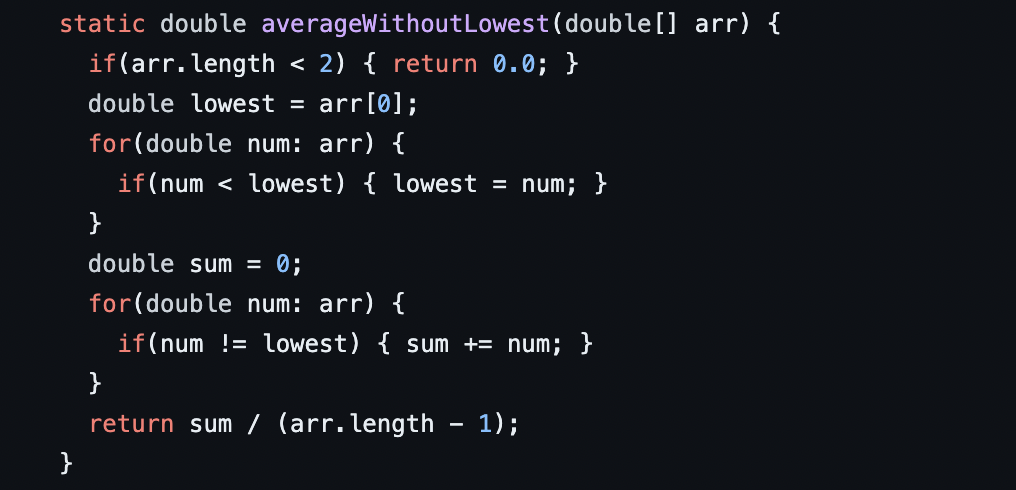 static double averageWithoutLowest(double[] arr) {
  if(arr.length < 2) { return 0.0; }
  double lowest = arr[0];
  for(double num: arr) {
    if(num < lowest) { lowest = num; }
  }
  double sum = 0;
  for(double num: arr) {
    if(num != lowest) { sum += num; }
  }
  return sum / (arr.length - 1);
}